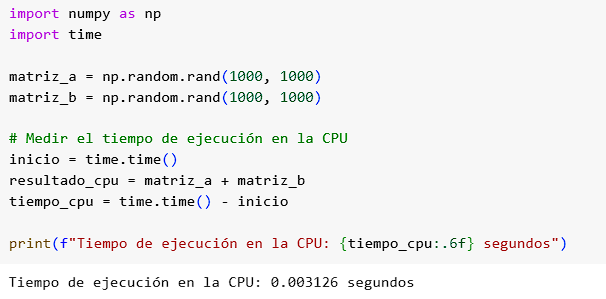 import numpy as np
import time
matriz_a = np.random.rand(1000, 1000)
matriz_b = np.random.rand(1000, 1000)
# Medir el tiempo de ejecución en la CPU
inicio = time.time()
resultado_cpu = matriz_a + matriz_b
tiempo_cpu = time.time() - inicio
print(f"Tiempo de ejecución en la CPU: {tiempo_cpu:.6f} segundos")
Tiempo de ejecución en la CPU: 0.003126 segundos